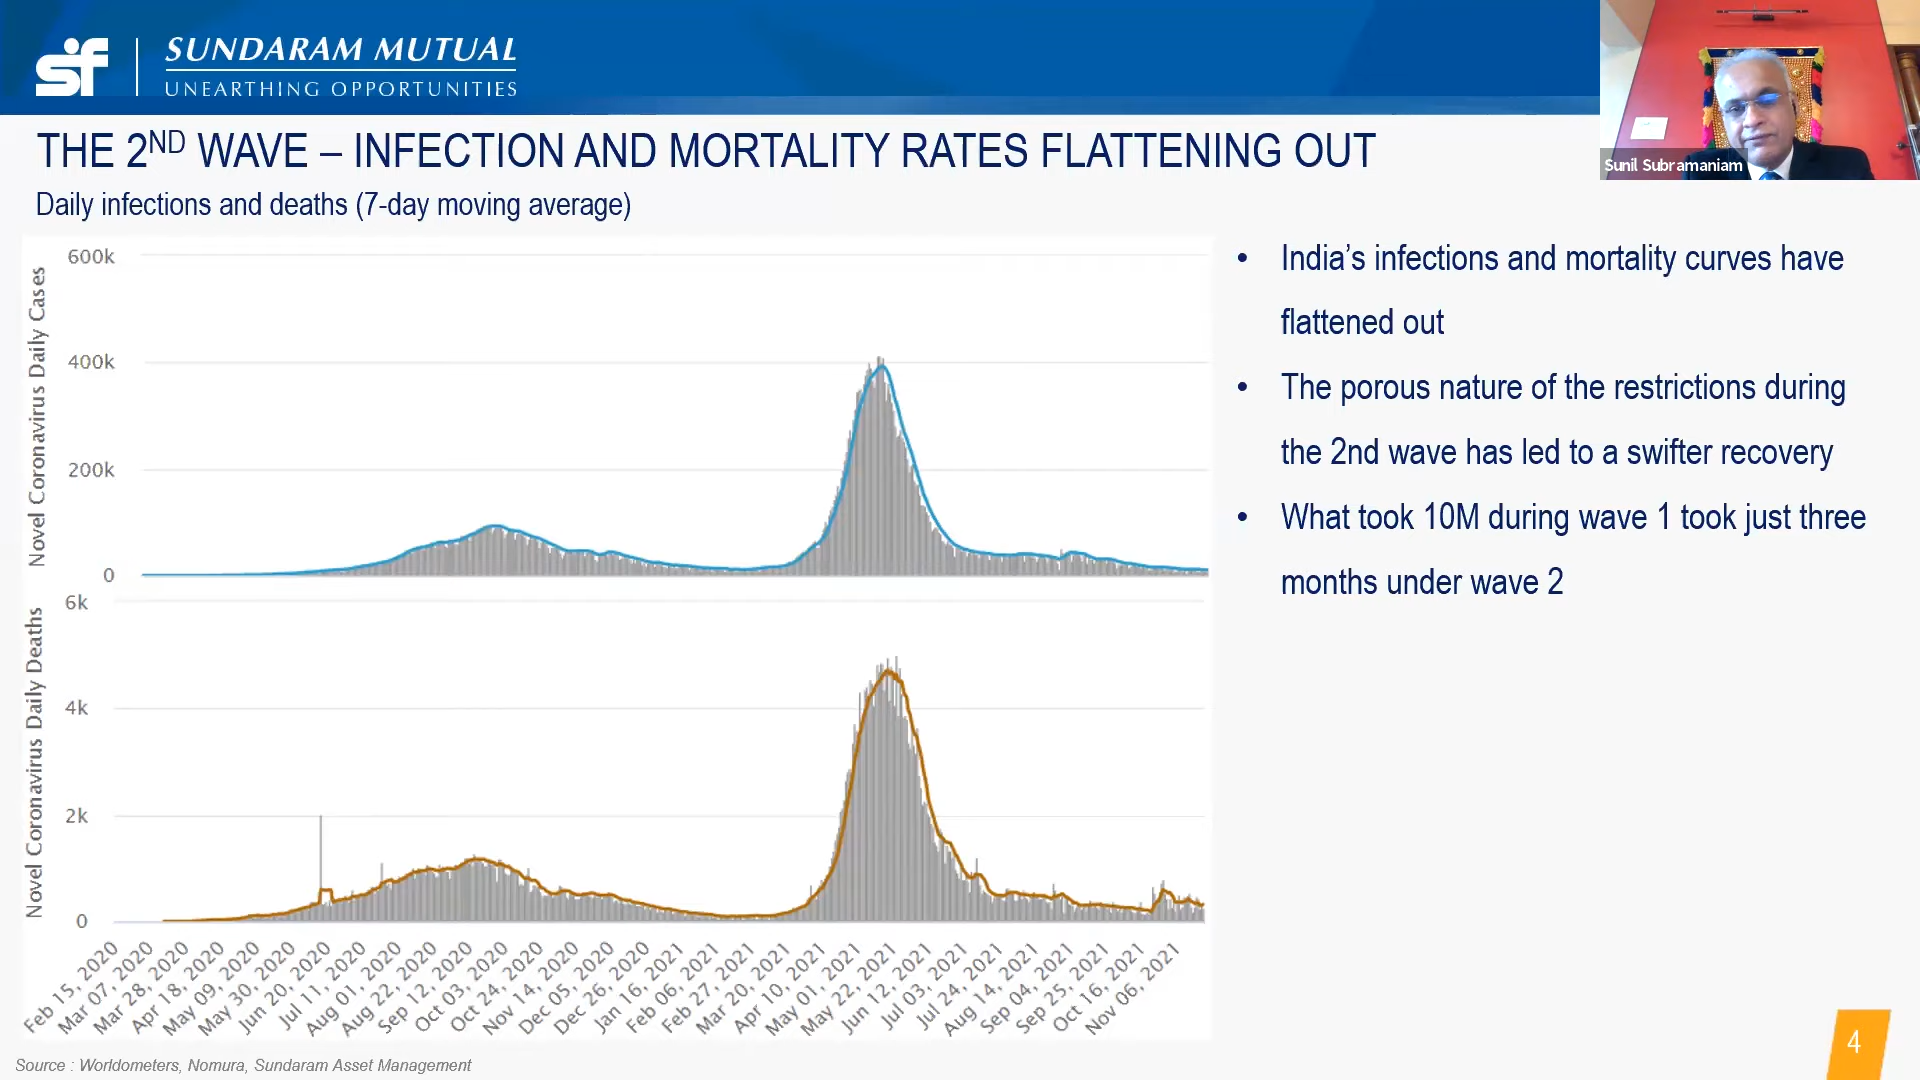 SUNDARAM MUTUAL
UNEARTHING OPPORTUNITIES
Sunil Subramaniam
THE 2ND WAVE – INFECTION AND MORTALITY RATES FLATTENING OUT
Daily infections and deaths (7-day moving average)
Novel Coronavirus Daily Cases
600k
400k
200k
0
Novel Coronavirus Daily Deaths
6k
4k
2k
0
Feb 15, 2020
Mar 07, 2020
Mar 28, 2020
Apr 18, 2020
May 09, 2020
May 30, 2020
Jun 20, 2020
Jul 11, 2020
Aug 01, 2020
Aug 22, 2020
Sep 12, 2020
Oct 03, 2020
Oct 24, 2020
Nov 14, 2020
Dec 05, 2020
Dec 26, 2020
Jan 16, 2021
Feb 06, 2021
Feb 27, 2021
Mar 20, 2021
Apr 10, 2021
May 01, 2021
May 22, 2021
Jun 12, 2021
Jul 03, 2021
Jul 24, 2021
Aug 14, 2021
Sep 04, 2021
Sep 25, 2021
Oct 16, 2021
Nov 06, 2021
• India's infections and mortality curves have
flattened out
• The porous nature of the restrictions during
the 2nd wave has led to a swifter recovery
• What took 10M during wave 1 took just three
months under wave 2
Source : Worldometers, Nomura, Sundaram Asset Management
4